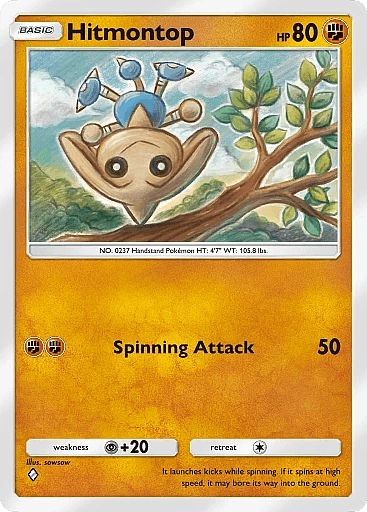 BASIC Hitmontop HP 80
NO. 0237 Handstand Pokémon HT: 4'7" WT: 105.8 lbs.
Spinning Attack 50
weakness +20 retreat
Illus. sowsow
It launches kicks while spinning. If it spins at high
speed, it may bore its way into the ground.